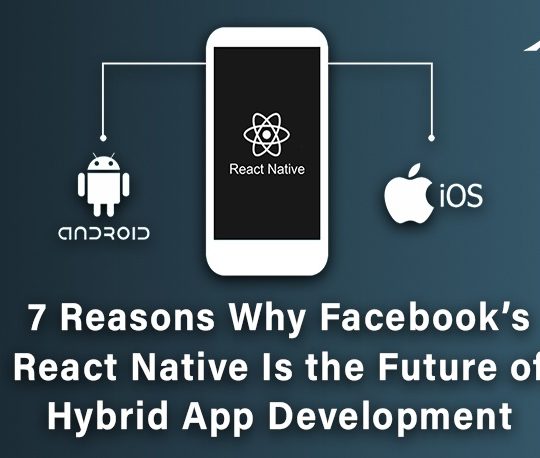 React Native
ANDROID
iOS
7 Reasons Why Facebook's
React Native Is the Future of
Hybrid App Development